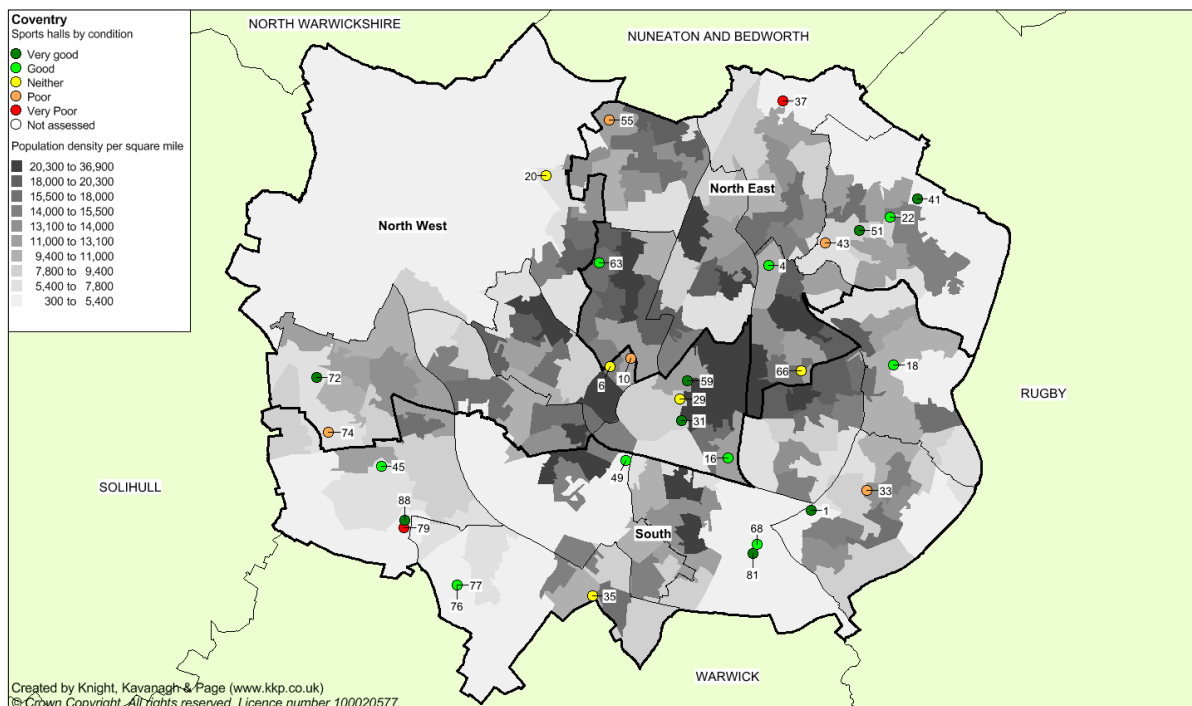 Coventry
Sports halls by condition
Very good
Good
Neither
Poor
Very Poor
Not assessed
Population density per square mile
20,300 to 36,900
18,000 to 20,300
15,500 to 18,000
14,000 to 15,500
13,100 to 14,000
11,000 to 13,100
9,400 to 11,000
7,800 to 9,400
5,400 to 7,800
300 to 5,400
NORTH WARWICKSHIRE
NUNEATON AND BEDWORTH
37
55
20
North East
41
North West
22
51
43
63
4
6
10
66
18
72
59
29
RUGBY
31
74
16
45
49
SOLIHULL
33
88
1
79
South
68
81
77
76
35
WARWICK
Created by Knight, Kavanagh & Page (www.kkp.co.uk)
© Crown Copyright. All rights reserved. Licence number 100020577